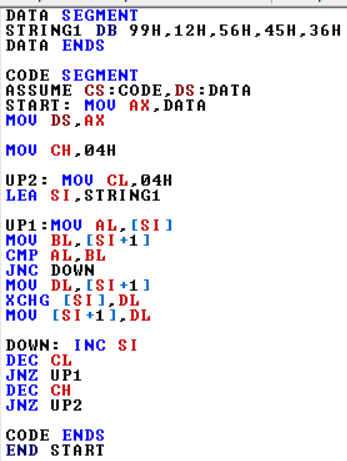 DATA SEGMENT
STRING1 DB 99H,12H,56H,45H,36H
DATA ENDS
CODE SEGMENT
ASSUME CS:CODE,DS:DATA
START: MOV AX,DATA
MOV DS,AX
MOV CH,04H
UP2: MOV CL,04H
LEA SI,STRING1
UP1:MOV AL,[SI]
MOV BL,[SI+1]
CMP AL,BL
JNC DOWN
MOV DL,[SI+1]
XCHG [SI],DL
MOV [SI+1],DL
DOWN: INC SI
DEC CL
JNZ UP1
DEC CH
JNZ UP2
CODE ENDS
END START